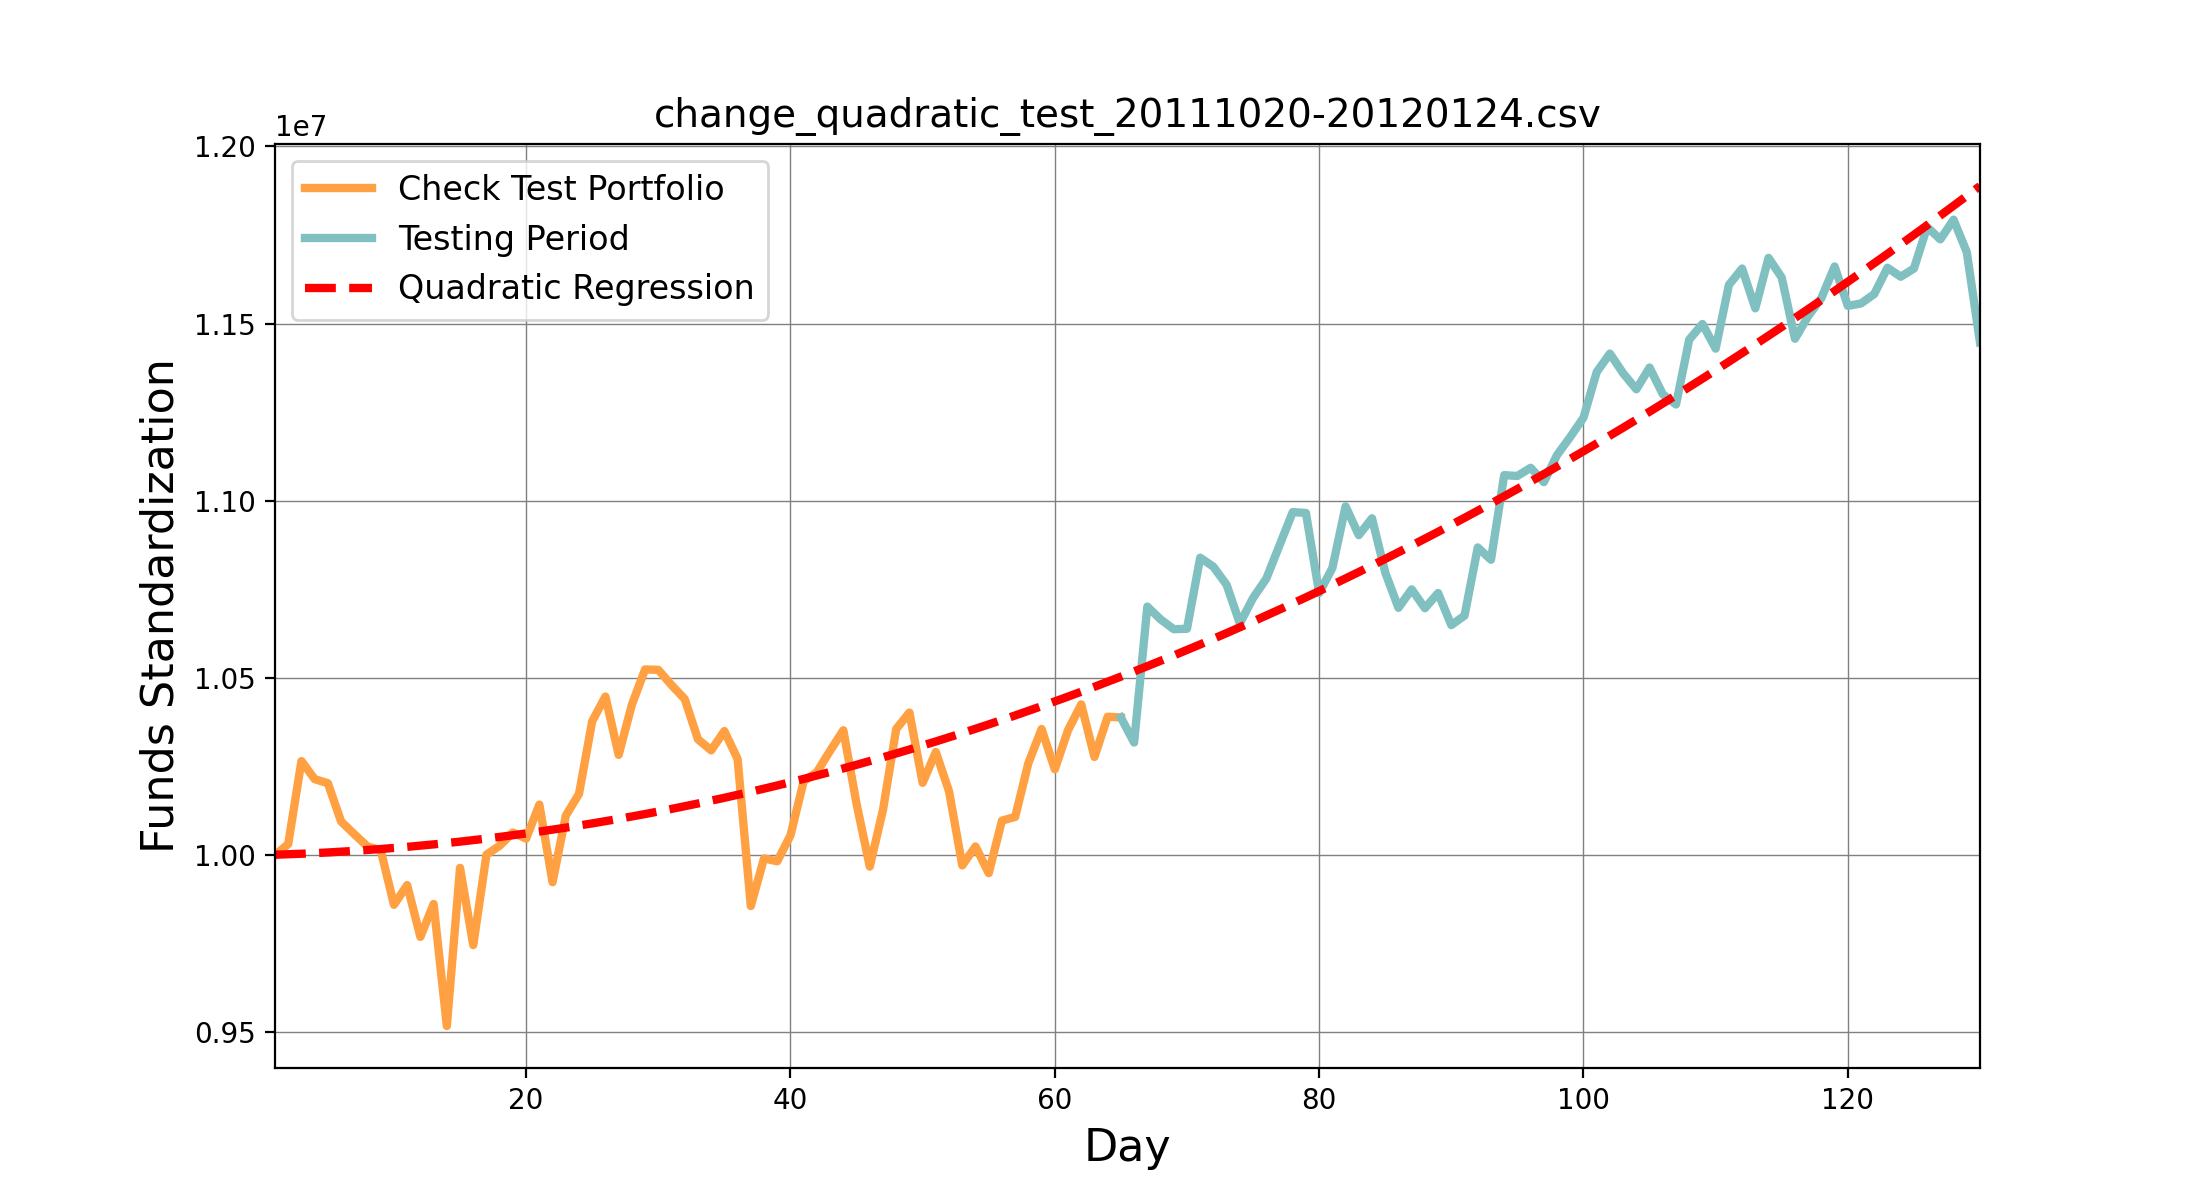 change_quadratic_test_20111020-20120124.csv
1e7
Check Test Portfolio
Testing Period
Quadratic Regression
1.20
1.15
1.10
1.05
1.00
0.95
Funds Standardization
20 40 60 80 100 120
Day